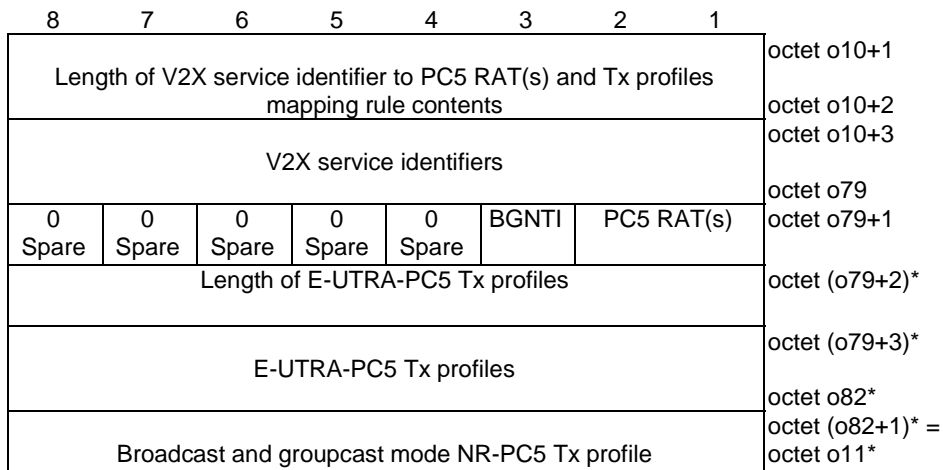 8 7 6 5 4 3 2 1
Length of V2X service identifier to PC5 RAT(s) and Tx profiles
mapping rule contents
octet o10+1
octet o10+2
V2X service identifiers
octet o10+3
octet o79
0 0 0 0 0 BGNTI PC5 RAT(s) octet o79+1
Spare Spare Spare Spare Spare
Length of E-UTRA-PC5 Tx profiles octet (o79+2)*
E-UTRA-PC5 Tx profiles
octet (o79+3)*
octet o82*
Broadcast and groupcast mode NR-PC5 Tx profile
octet (o82+1)* =
octet o11*